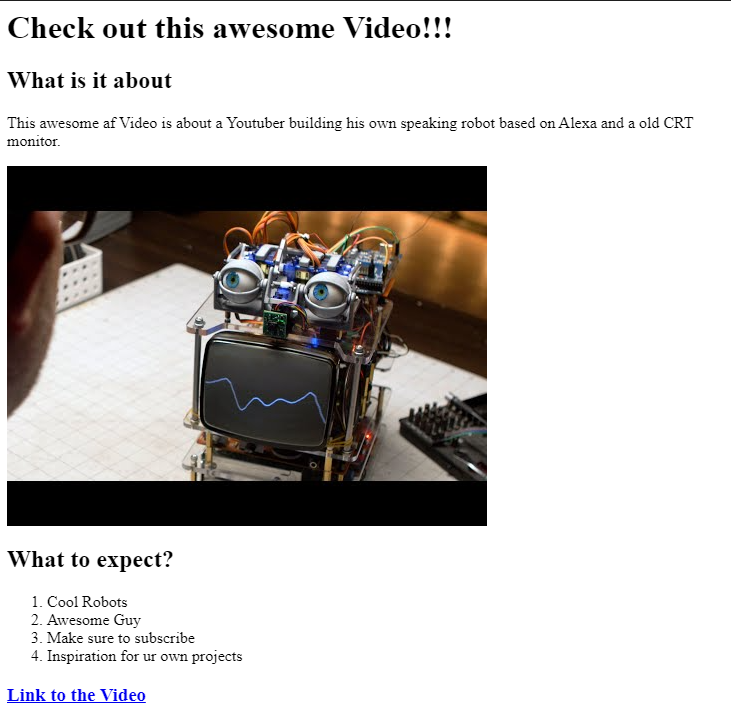 Check out this awesome Video!!!
What is it about
This awesome af Video is about a Youtuber building his own speaking robot based on Alexa and a old CRT
monitor.
What to expect?
1. Cool Robots
2. Awesome Guy
3. Make sure to subscribe
4. Inspiration for ur own projects
Link to the Video